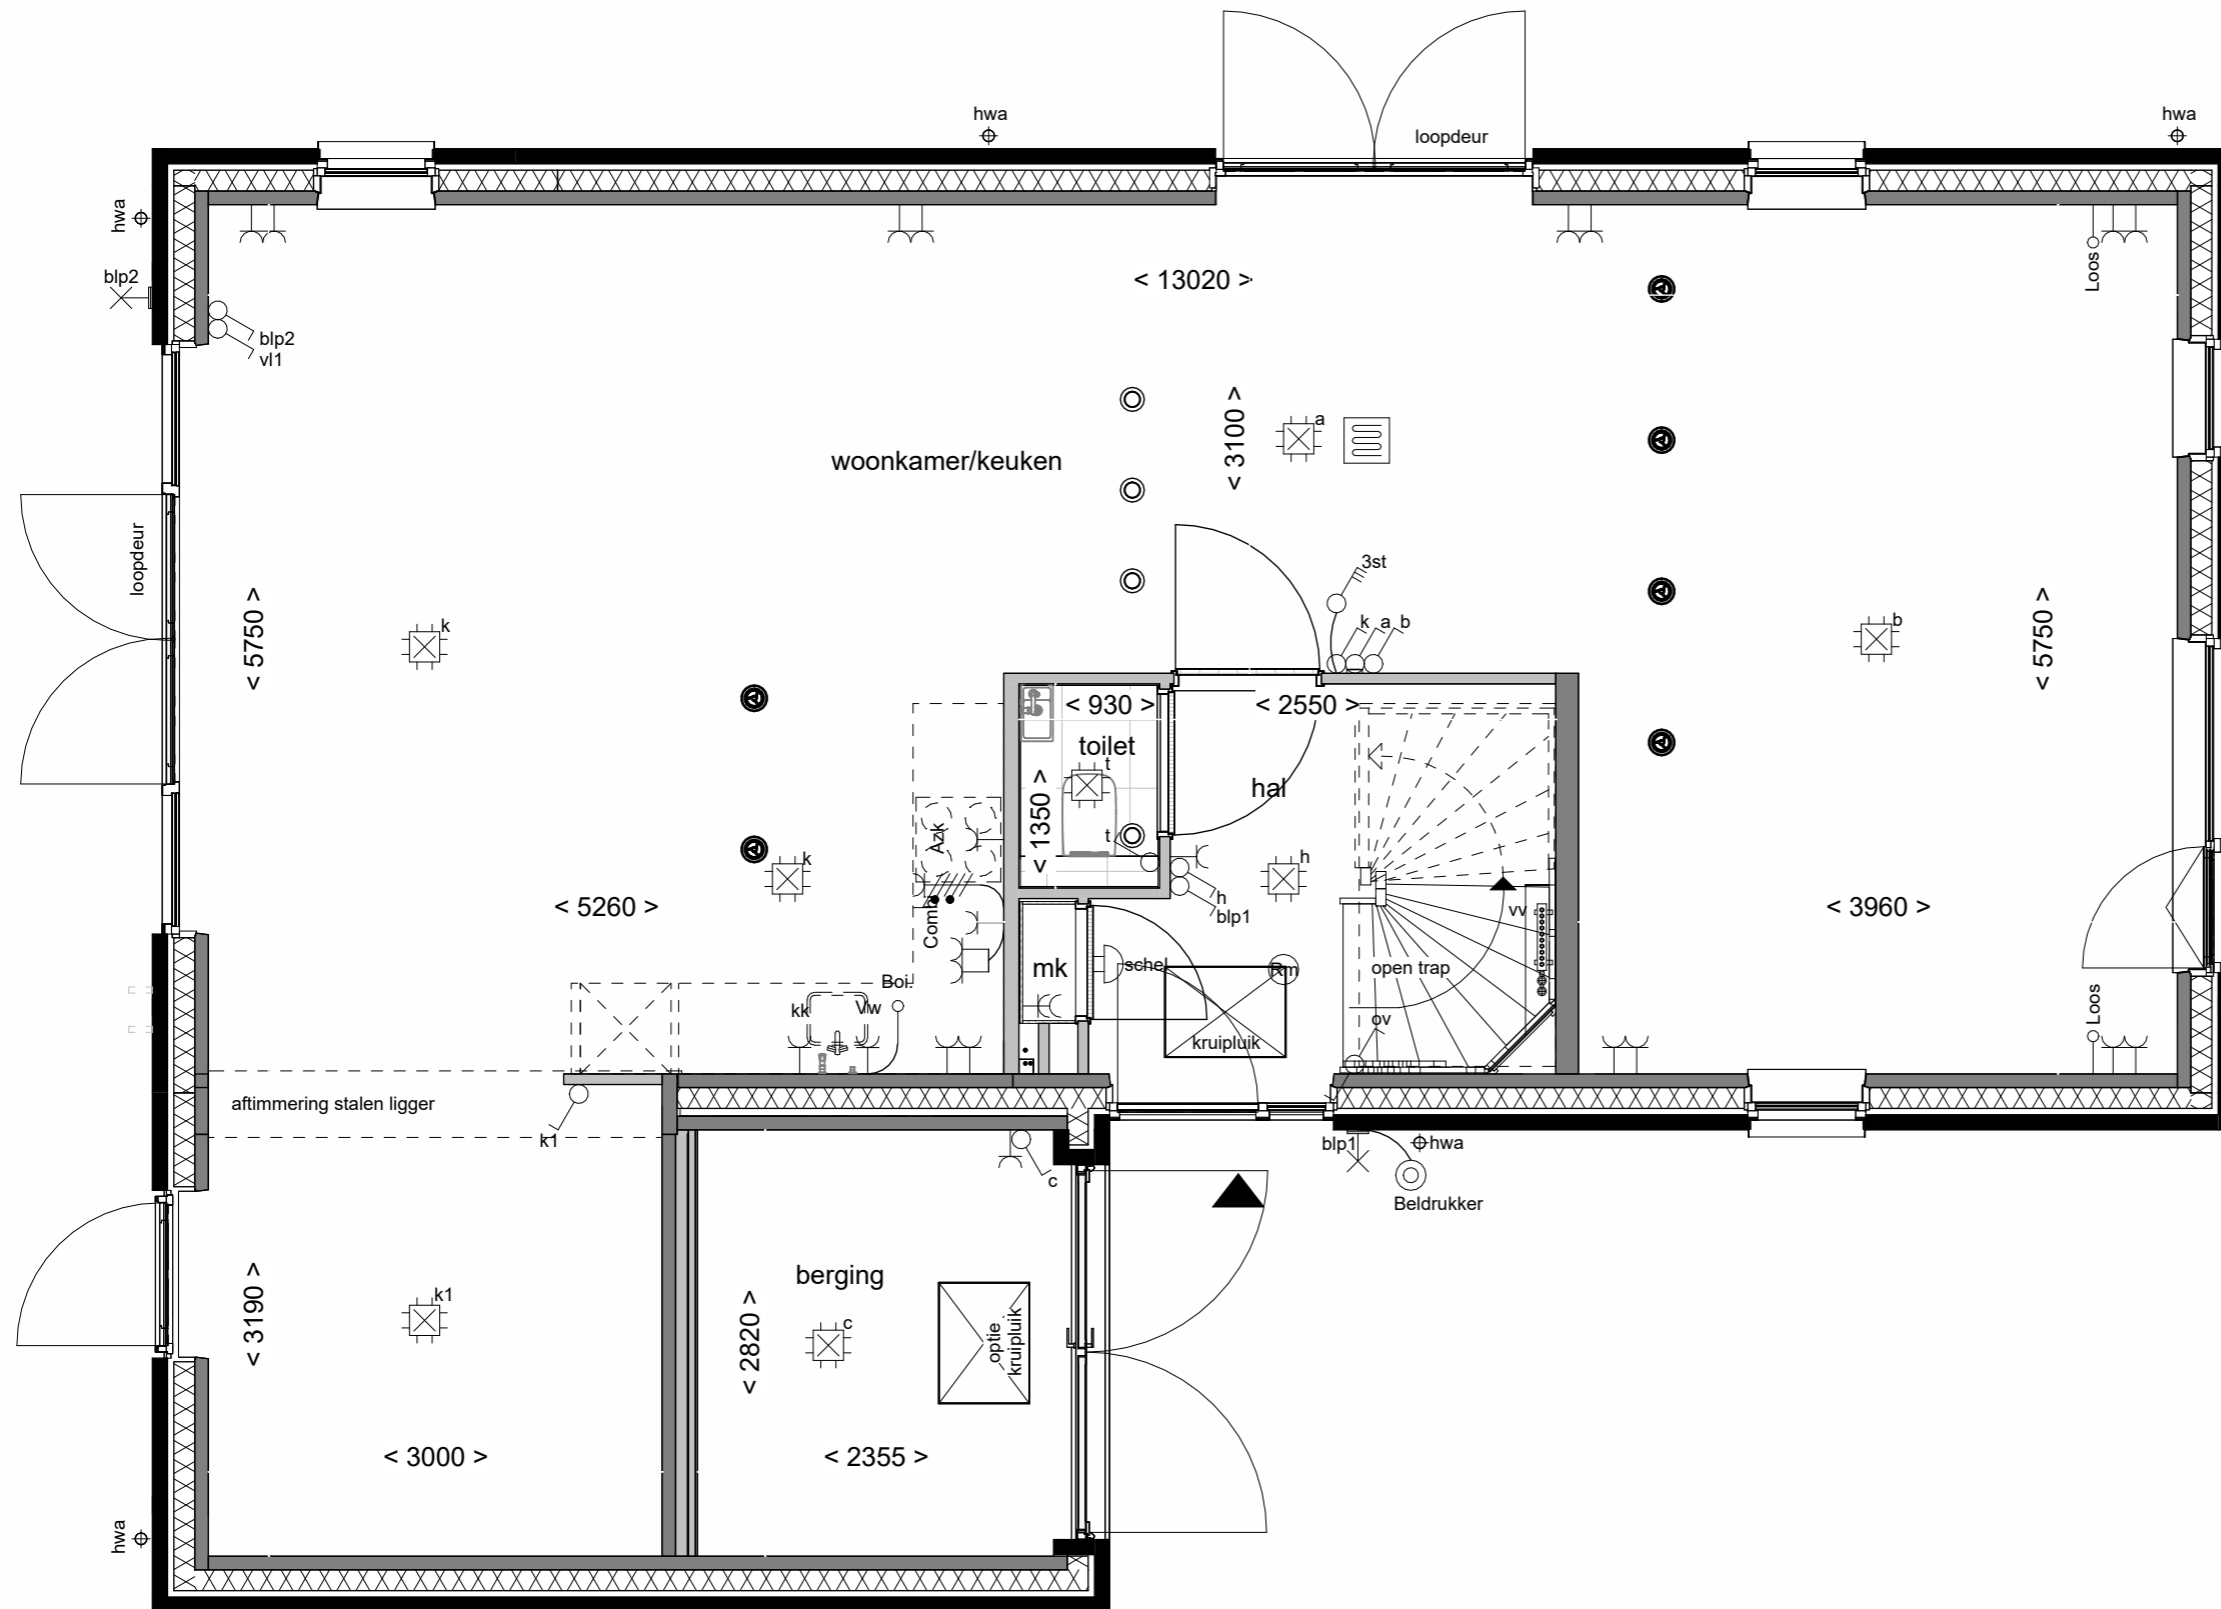 hwa
hwa
loopdeur
hwa
blp2
< 13020 >
Loos
blp2
vl1
< 3100 >
a
woonkamer/keuken
loopdeur
3st
< 5750 >
k
k a b
b
< 5750 >
< 930 >
< 2550 >
toilet
t
hal
< 1350 >
Azk
t
k
h
< 5260 >
h
blp1
vv
< 3960 >
Comb
mk
schel
Rm
open trap
Boi.
kk
Vw
ov
Loos
kruipluik
aftimmering stalen ligger
k1
blp1
hwa
c
Beldrukker
berging
< 3190 >
k1
< 2820 >
c
optie
kruipluik
< 3000 >
< 2355 >
hwa